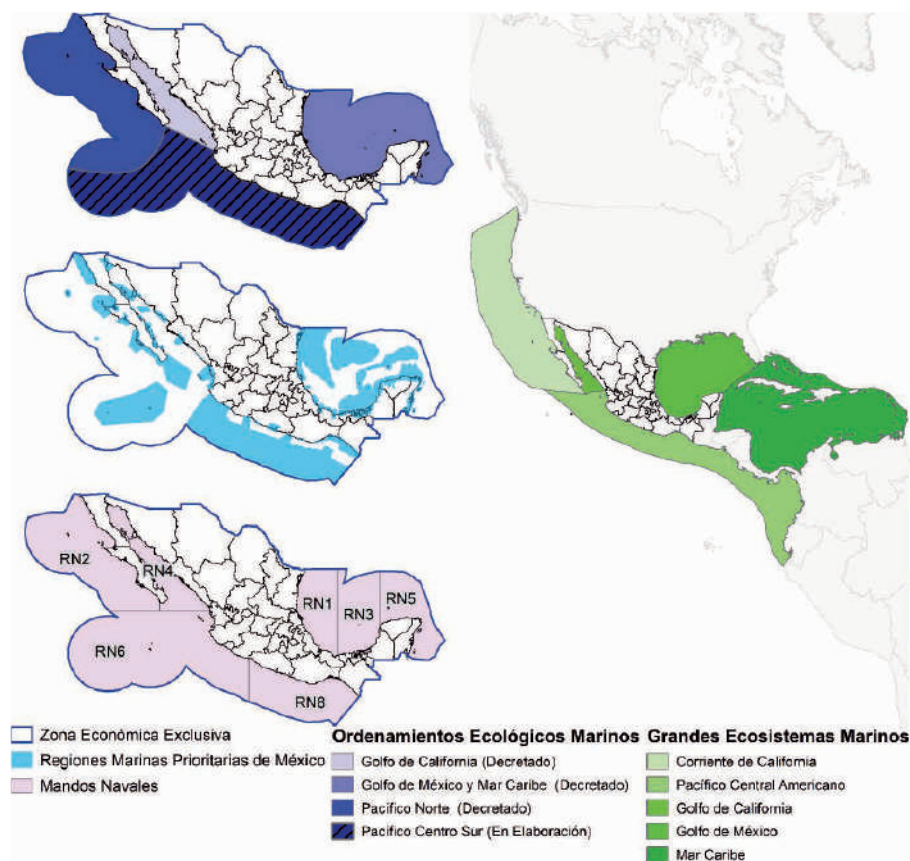 RN2
RN4
RN1
RN3
RN5
RN6
RN8
Zona Económica Exclusiva
Regiones Marinas Prioritarias de México
Mandos Navales
Ordenamientos Ecológicos Marinos
Golfo de California (Decretado)
Golfo de México y Mar Caribe (Decretado)
Pacífico Norte (Decretado)
Pacífico Centro Sur (En Elaboración)
Grandes Ecosistemas Marinos
Corriente de California
Pacífico Central Americano
Golfo de California
Golfo de México
Mar Caribe